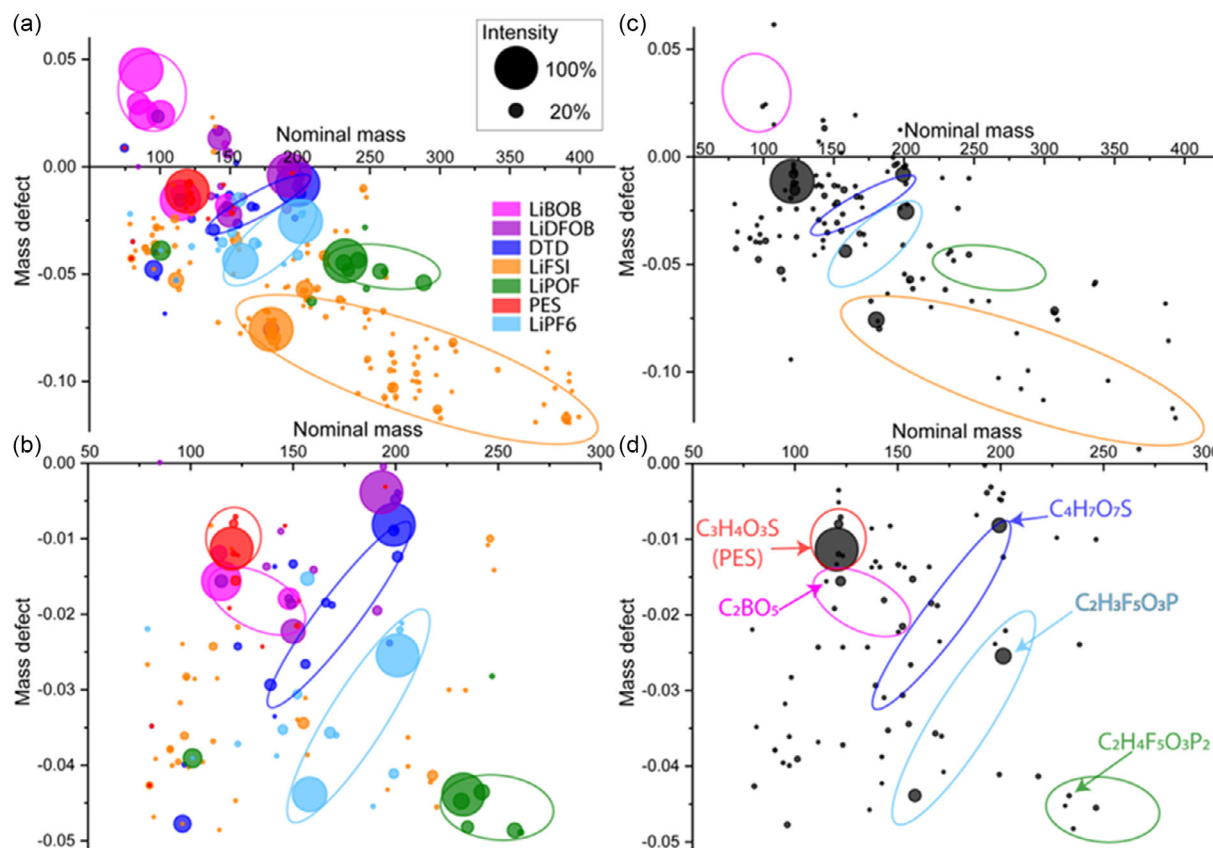 (a)
0.05
0.00
-0.05
-0.10
Mass defect
Nominal mass
100 150 200 250 300 350 400
Intensity
100%
20%
LiBOB
LiDFOB
DTD
LiFSI
LiPOF
PES
LiPF6
(c)
0.05
0.00
-0.05
-0.10
Mass defect
Nominal mass
50 100 150 200 250 300 350 400
(b)
Nominal mass
50 100 150 200 250 300
0.00
-0.01
-0.02
-0.03
-0.04
-0.05
Mass defect
(d)
Nominal mass
50 100 150 200 250 300
0.00
-0.01
-0.02
-0.03
-0.04
-0.05
Mass defect
C₃H₄O₃S
(PES)
C₂BO₅
C₄H₇O₇S
C₂H₃F₅O₃P
C₂H₄F₅O₃P₂